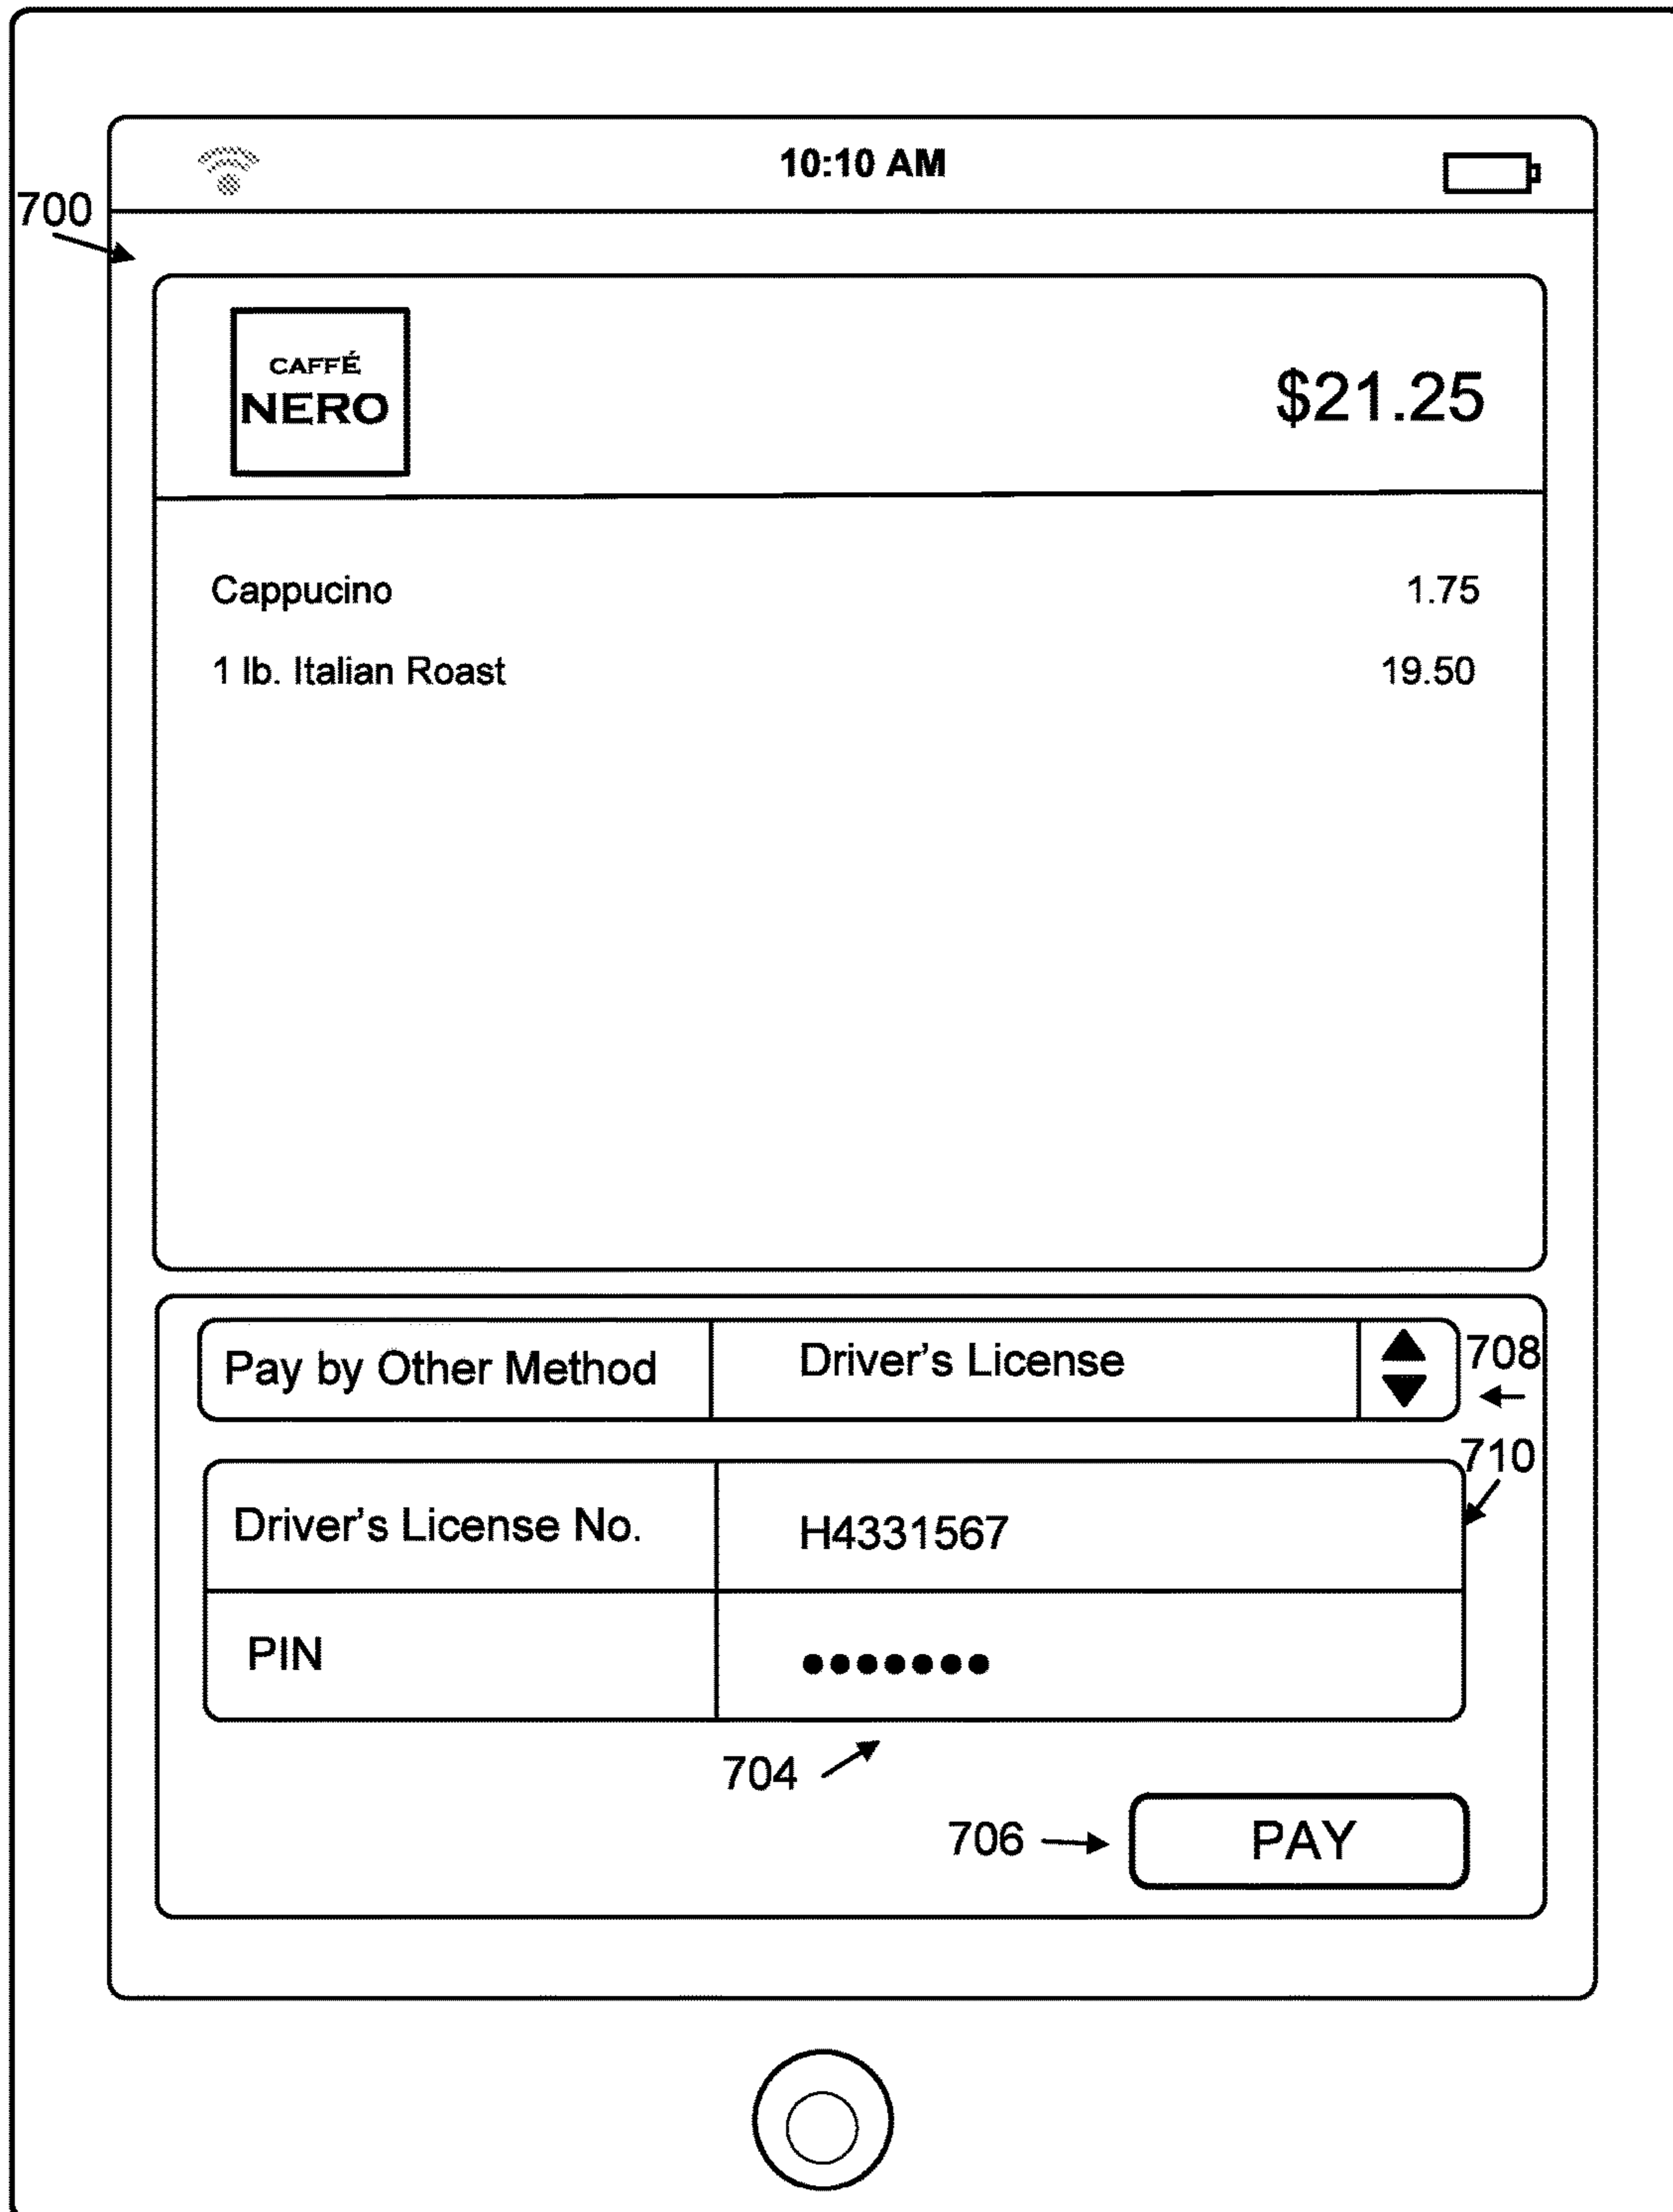 10:10 AM
700
CAFFÉ
NERO
$21.25
Cappucino 1.75
1 lb. Italian Roast 19.50
Pay by Other Method Driver's License 708
710
Driver's License No. H4331567
PIN •••••••
704
706 PAY